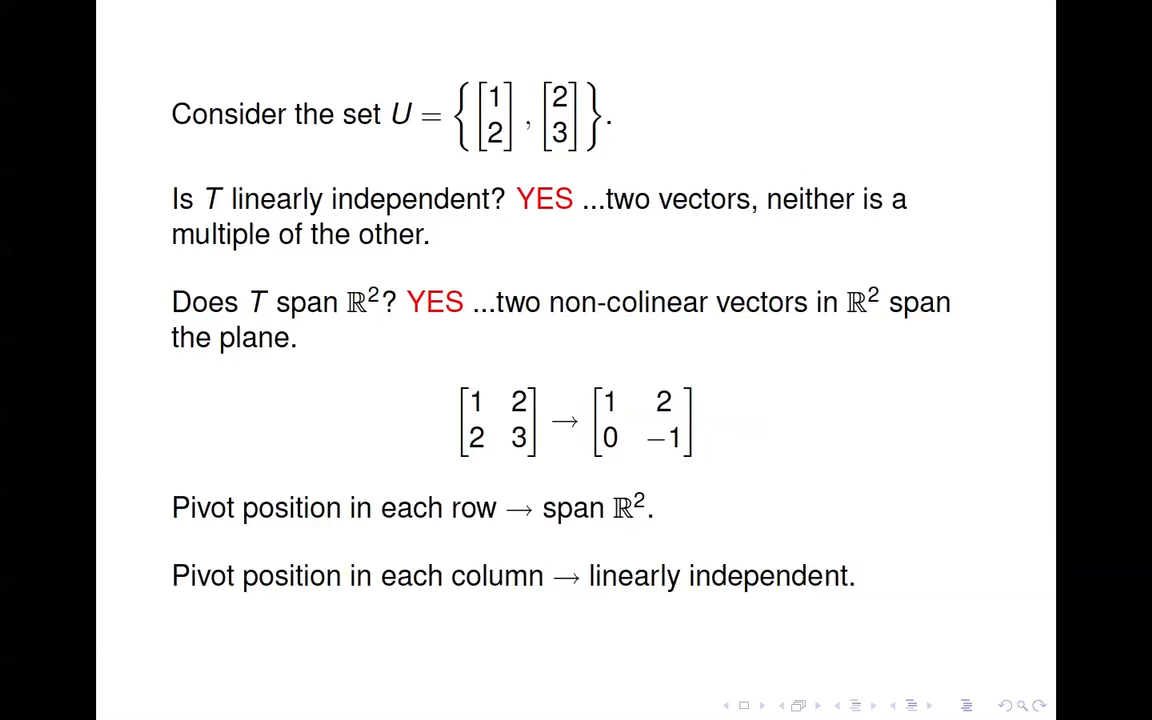 Consider the set U = { [1 2], [2 3] }.
Is T linearly independent? YES ...two vectors, neither is a
multiple of the other.
Does T span ℝ²? YES ...two non-colinear vectors in ℝ² span
the plane.
[1 2; 2 3] → [1 2; 0 −1]
Pivot position in each row → span ℝ².
Pivot position in each column → linearly independent.